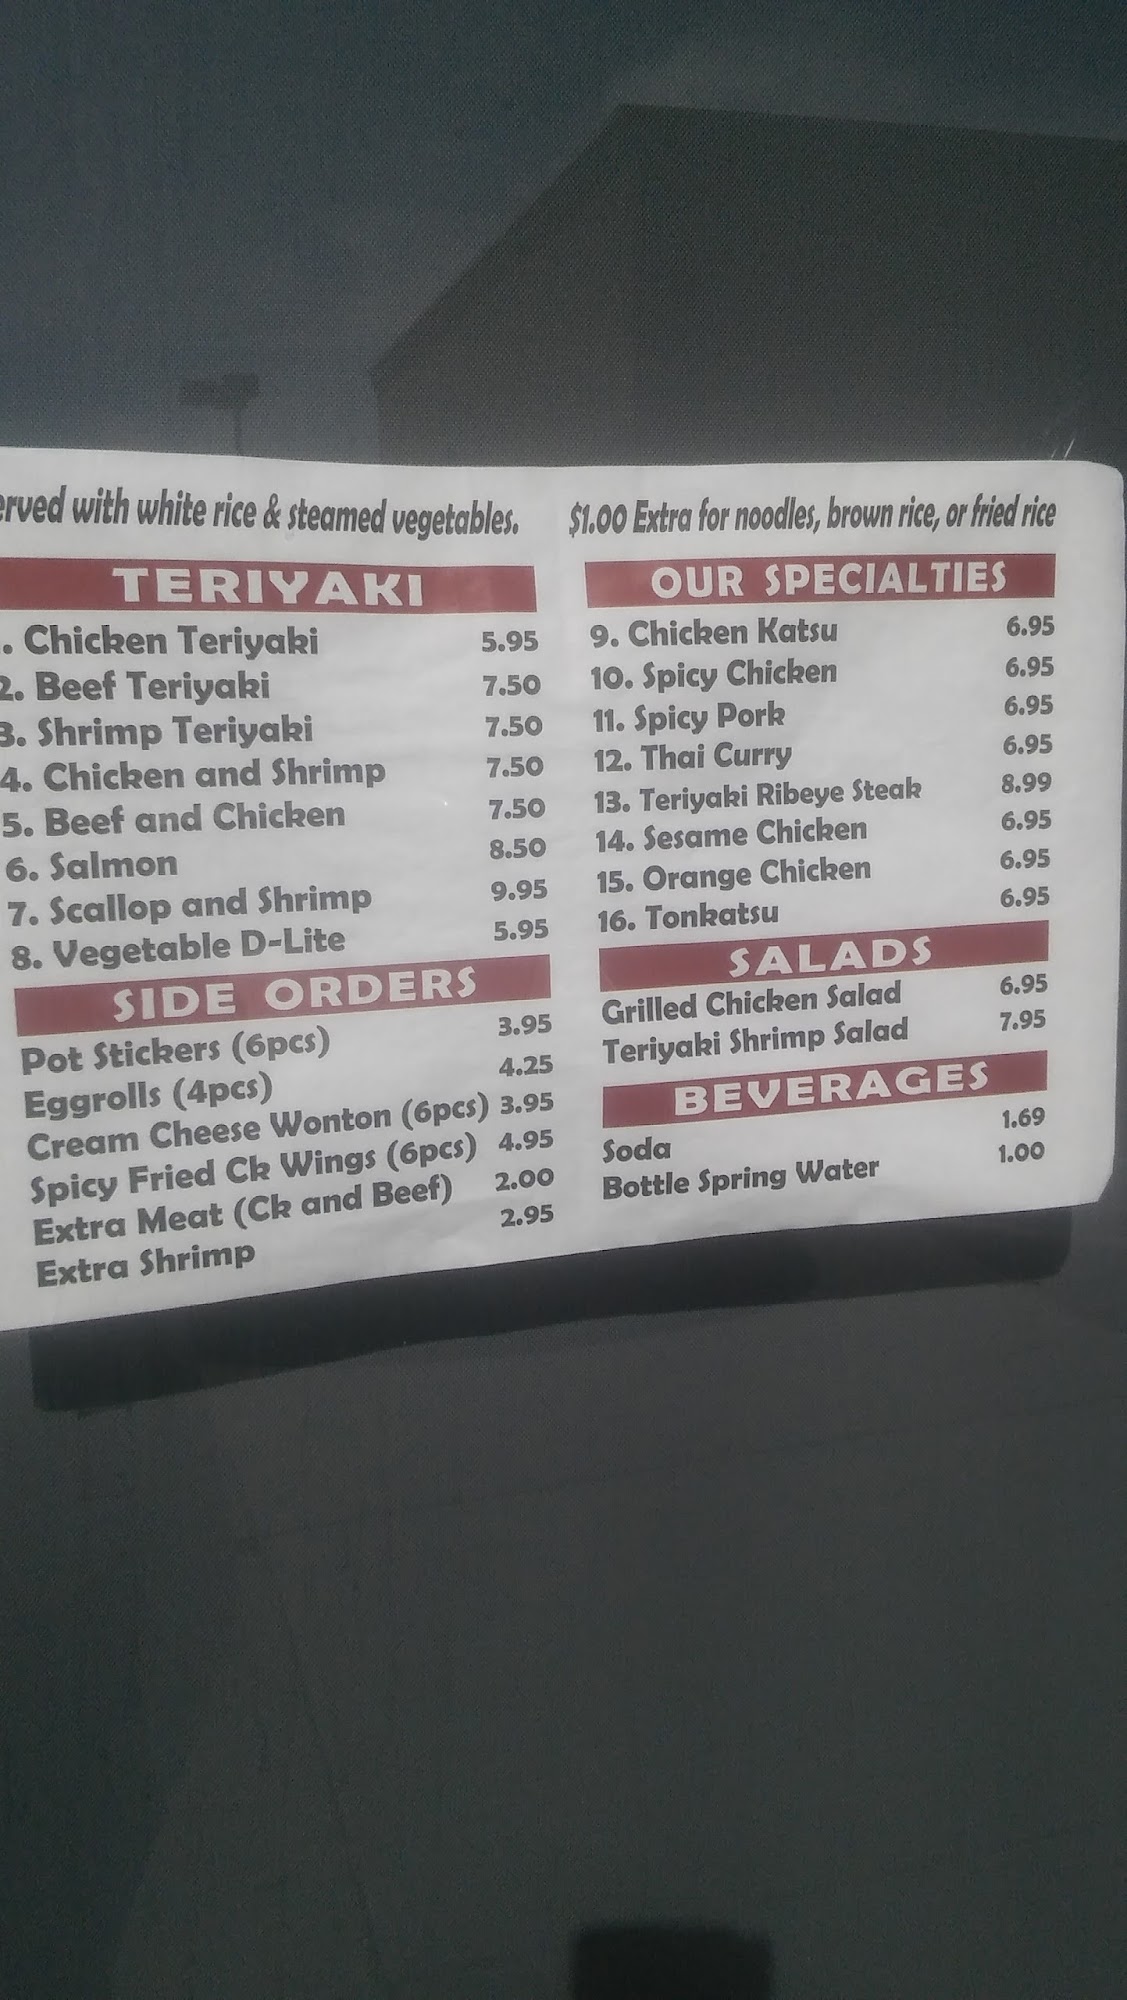 with white rice & steamed vegetables.
$1.00 Extra for noodles, brown rice, or fried rice
TERIYAKI
. Chicken Teriyaki 5.95
2. Beef Teriyaki 7.50
3. Shrimp Teriyaki 7.50
4. Chicken and Shrimp 7.50
5. Beef and Chicken 7.50
6. Salmon 8.50
7. Scallop and Shrimp 9.95
8. Vegetable D-Lite 5.95
SIDE ORDERS
Pot Stickers (6pcs) 3.95
Eggrolls (4pcs) 4.25
Cream Cheese Wonton (6pcs) 3.95
Spicy Fried Ck Wings (6pcs) 4.95
Extra Meat (Ck and Beef) 2.00
Extra Shrimp 2.95
OUR SPECIALTIES
9. Chicken Katsu 6.95
10. Spicy Chicken 6.95
11. Spicy Pork 6.95
12. Thai Curry 6.95
13. Teriyaki Ribeye Steak 8.99
14. Sesame Chicken 6.95
15. Orange Chicken 6.95
16. Tonkatsu 6.95
SALADS
Grilled Chicken Salad 6.95
Teriyaki Shrimp Salad 7.95
BEVERAGES
Soda 1.69
Bottle Spring Water 1.00